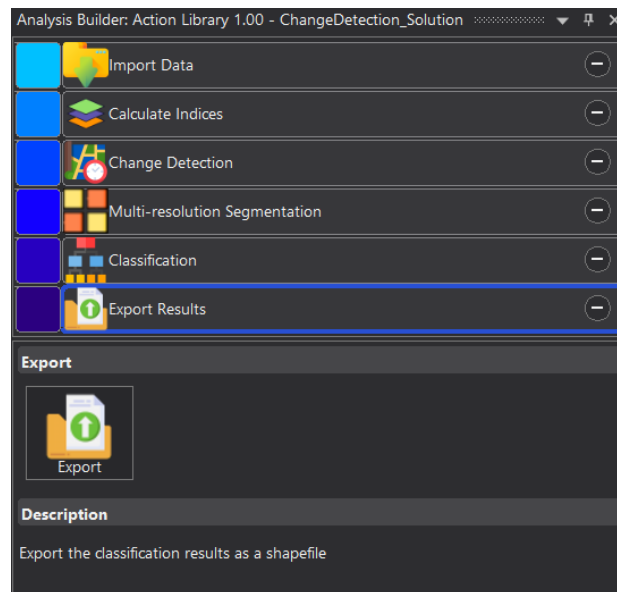 Analysis Builder: Action Library 1.00 - ChangeDetection_Solution
Import Data
Calculate Indices
Change Detection
Multi-resolution Segmentation
Classification
Export Results
Export
Export
Description
Export the classification results as a shapefile